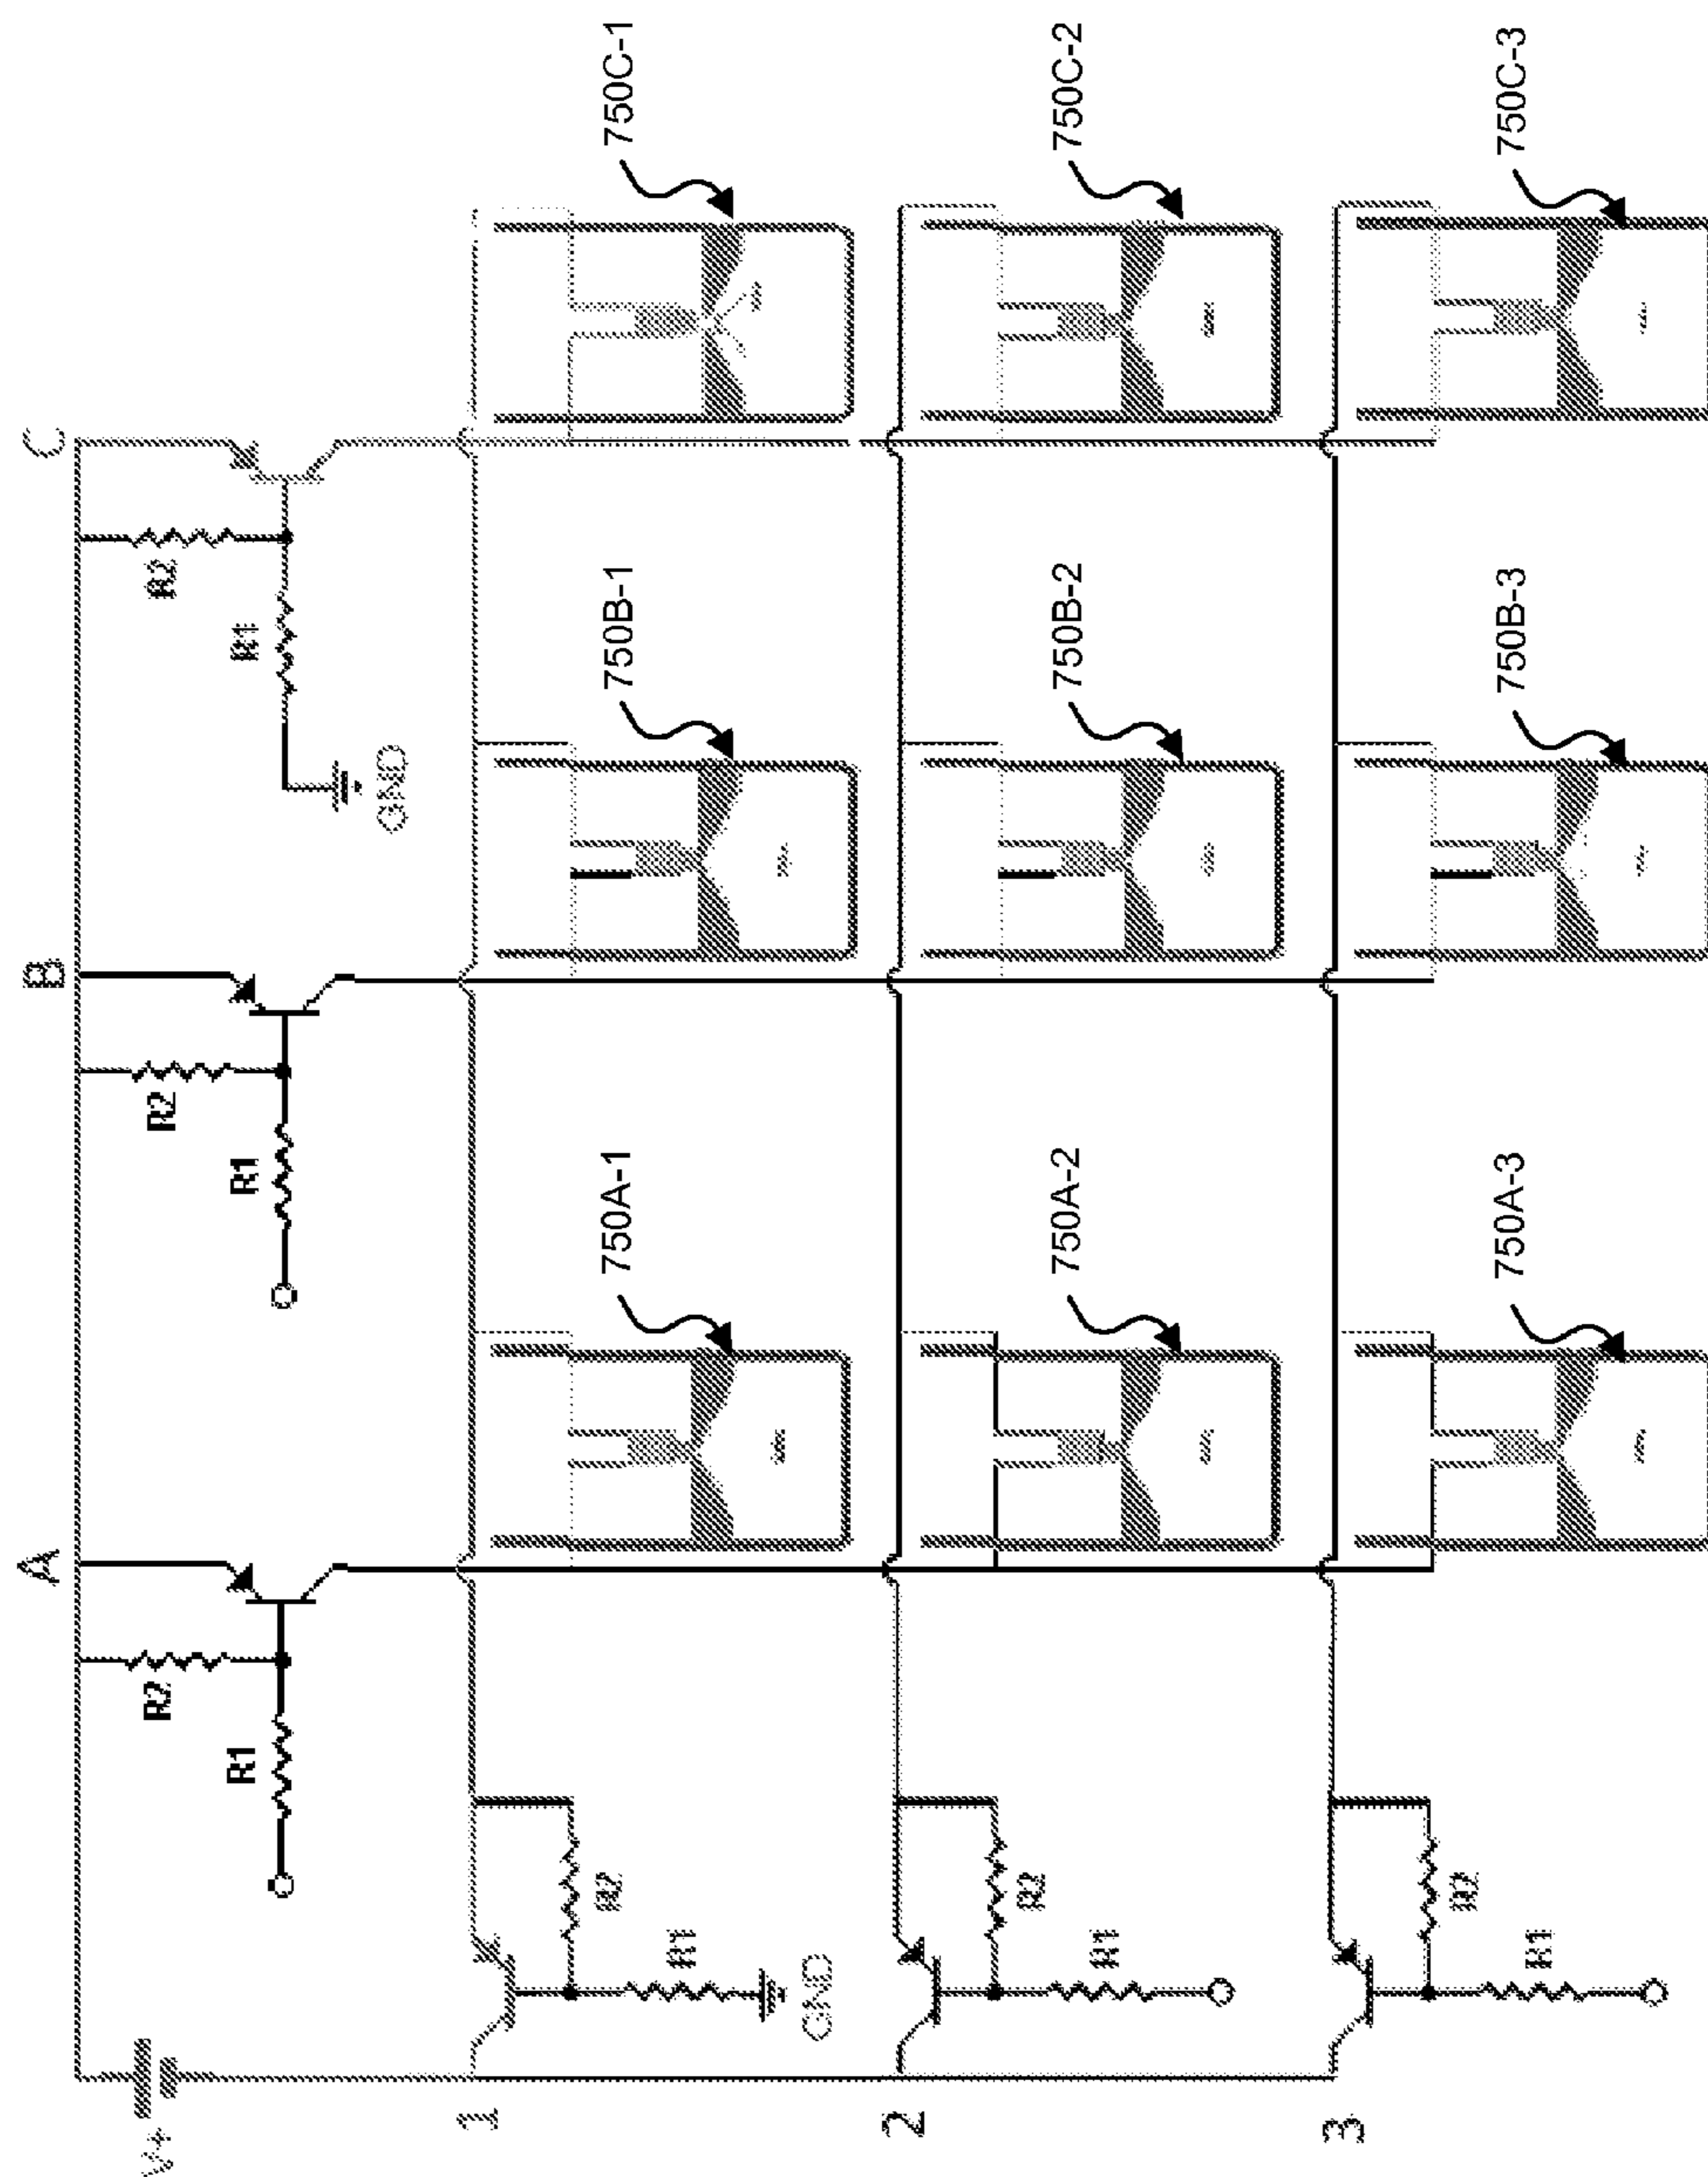 A
B
C
V+
R2
R2
R2
R1
R1
R1
GND
1
R2
R1
GND
750A-1
750B-1
750C-1
2
R2
R1
750A-2
750B-2
750C-2
3
R2
R1
750A-3
750B-3
750C-3